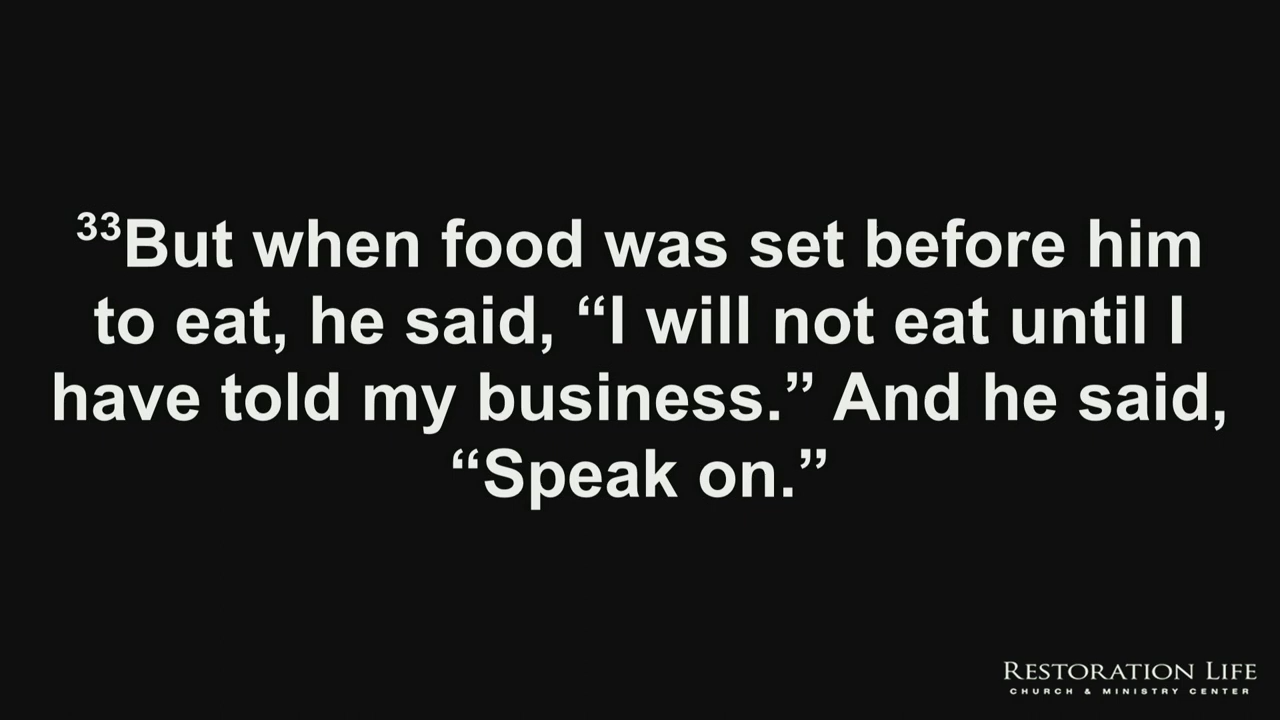 ³³But when food was set before him
to eat, he said, “I will not eat until I
have told my business.” And he said,
“Speak on.”
RESTORATION LIFE
CHURCH & MINISTRY CENTER